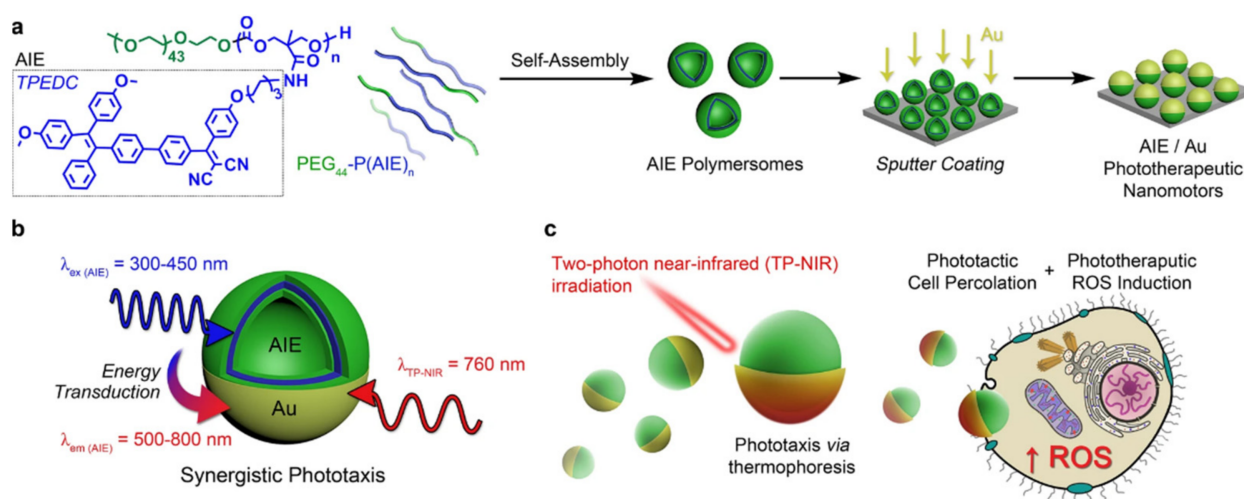 a
AIE
TPEDC
O
O
43
O
O
O
O
O
n
H
O
NH
3
O
O
O
CN
NC
PEG44-P(AIE)n
Self-Assembly
AIE Polymersomes
Au
Sputter Coating
AIE / Au
Phototherapeutic
Nanomotors
b
λex (AIE) = 300-450 nm
AIE
Energy
Transduction
λTP-NIR = 760 nm
Au
λem (AIE) = 500-800 nm
Synergistic Phototaxis
c
Two-photon near-infrared (TP-NIR)
irradiation
Phototaxis via
thermophoresis
Phototactic
Cell Percolation
+
Phototheraputic
ROS Induction
↑ ROS